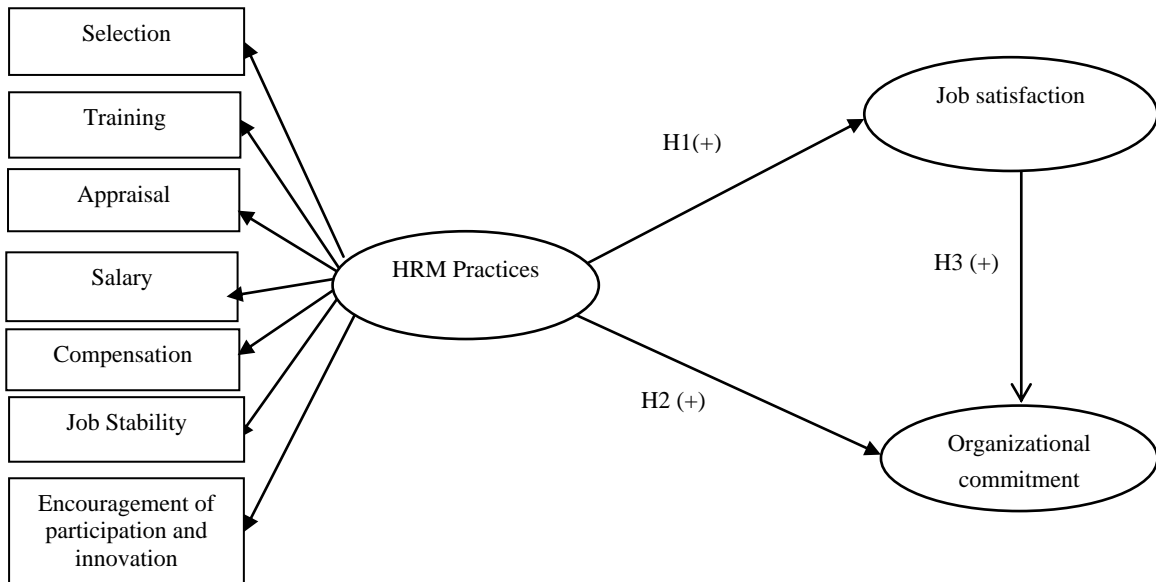 Selection
Training
Appraisal
Salary
Compensation
Job Stability
Encouragement of
participation and
innovation
HRM Practices
H1(+)
H2 (+)
Job satisfaction
H3 (+)
Organizational
commitment